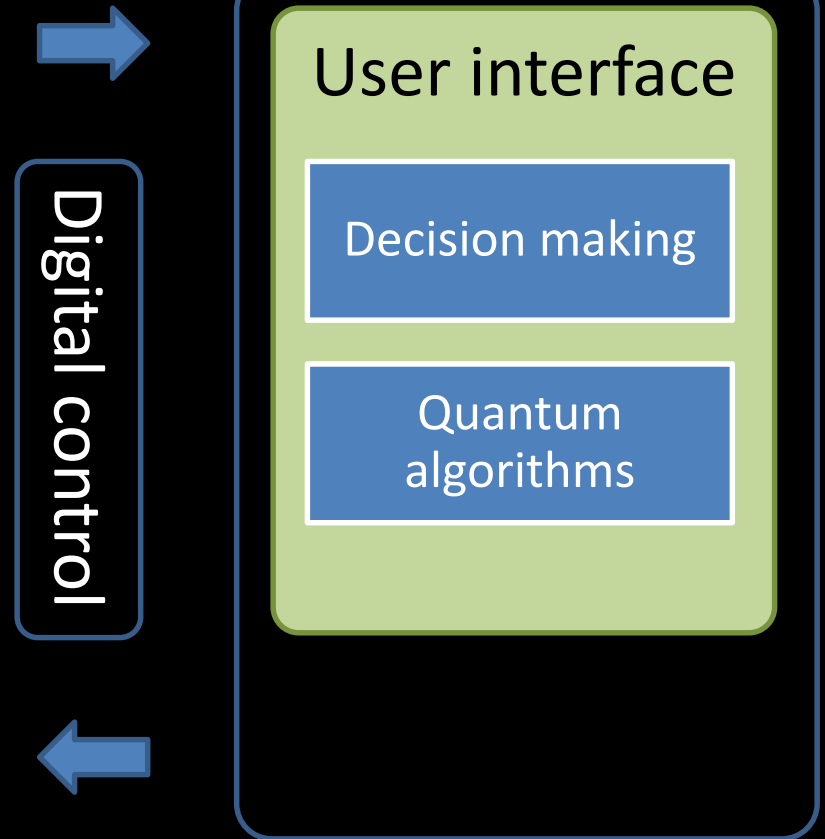 Digital control
User interface
Decision making
Quantum
algorithms